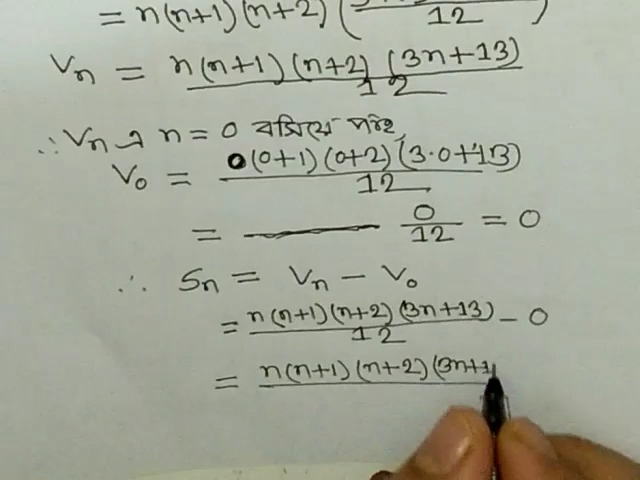 = n(n+1)(n+2)(—/12)
Vn = n(n+1)(n+2)(3n+13)/12
∴ Vn এ n = 0 বসিয়ে পাই,
V₀ = 0(0+1)(0+2)(3·0+13)/12
= 0/12 = 0
∴ Sn = Vn − V₀
= n(n+1)(n+2)(3n+13)/12 − 0
= n(n+1)(n+2)(3n+1